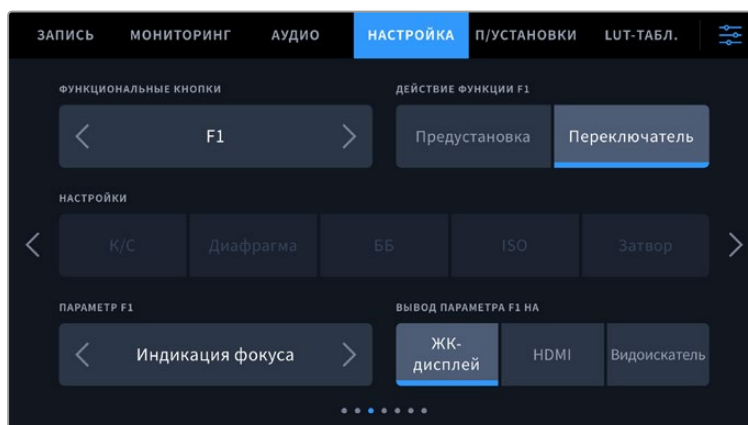 ЗАПИСЬ МОНИТОРИНГ АУДИО НАСТРОЙКА П/УСТАНОВКИ LUT-ТАБЛ.
ФУНКЦИОНАЛЬНЫЕ КНОПКИ ДЕЙСТВИЕ ФУНКЦИИ F1
F1 Предустановка Переключатель
НАСТРОЙКИ
К/С Диафрагма ББ ISO Затвор
ПАРАМЕТР F1 ВЫВОД ПАРАМЕТРА F1 НА
Индикация фокуса ЖК-
дисплей HDMI Видоискатель